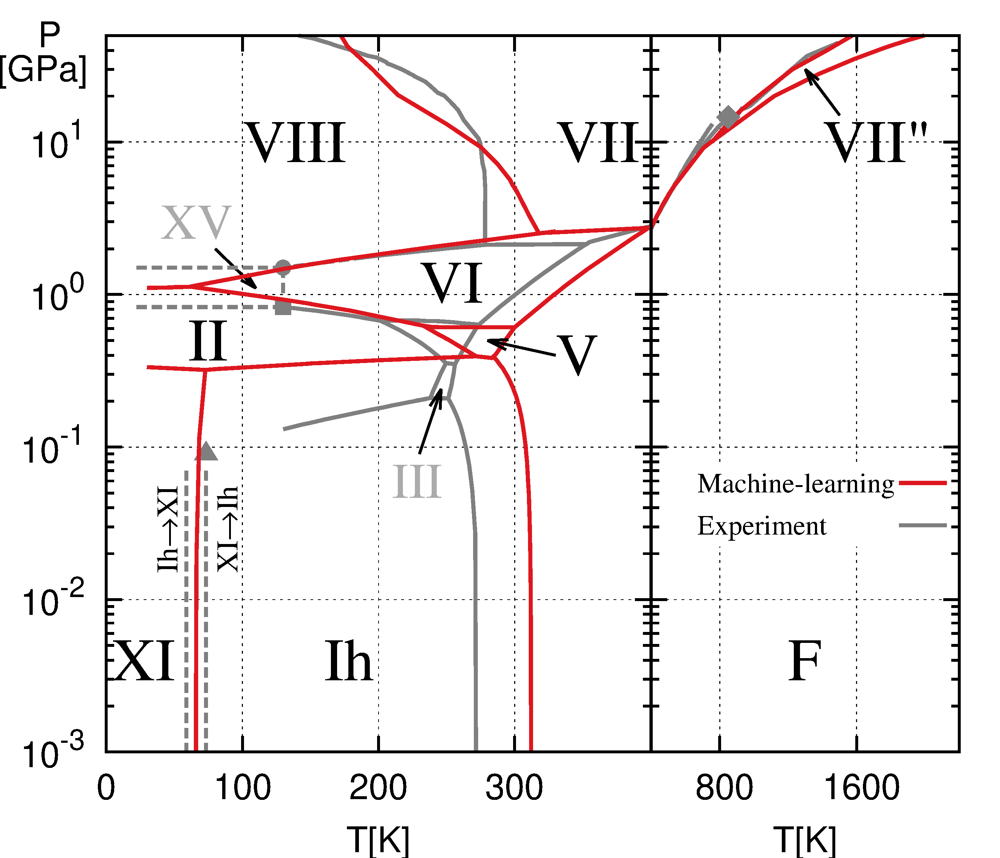 P
[GPa]
10^1
10^0
10^-1
10^-2
10^-3
VIII
VII
VII"
XV
VI
II
V
III
Ih→XI
XI→Ih
Machine-learning
Experiment
XI
Ih
F
0 100 200 300 800 1600
T[K] T[K]